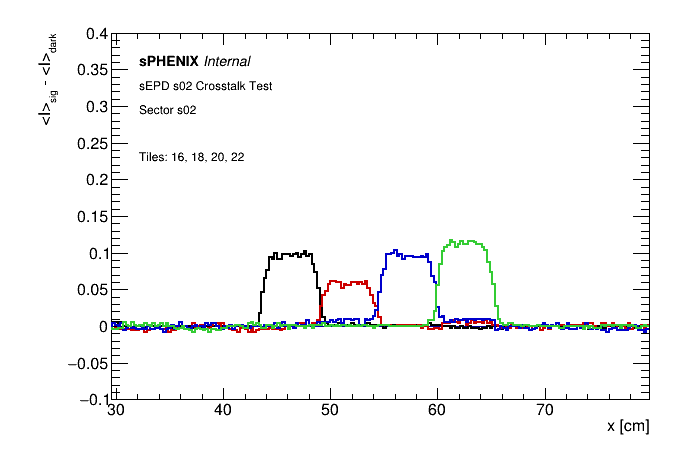 <I>sig - <I>dark
0.4
0.35
0.3
0.25
0.2
0.15
0.1
0.05
0
−0.05
−0.1
sPHENIX Internal
sEPD s02 Crosstalk Test
Sector s02
Tiles: 16, 18, 20, 22
30 40 50 60 70
x [cm]